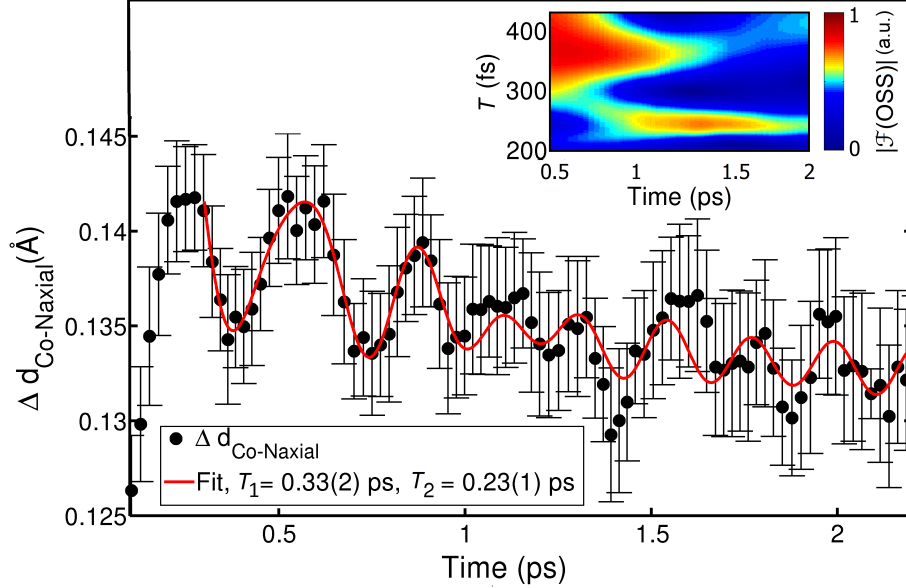 400
300
200
T (fs)
0.5 1 1.5 2
Time (ps)
1
0
|ℱ(OSS)| (a.u.)
0.145
0.14
0.135
0.13
0.125
Δ d Co-Naxial (Å)
Δ d Co-Naxial
Fit, T1 = 0.33(2) ps, T2 = 0.23(1) ps
0.5 1 1.5 2
Time (ps)